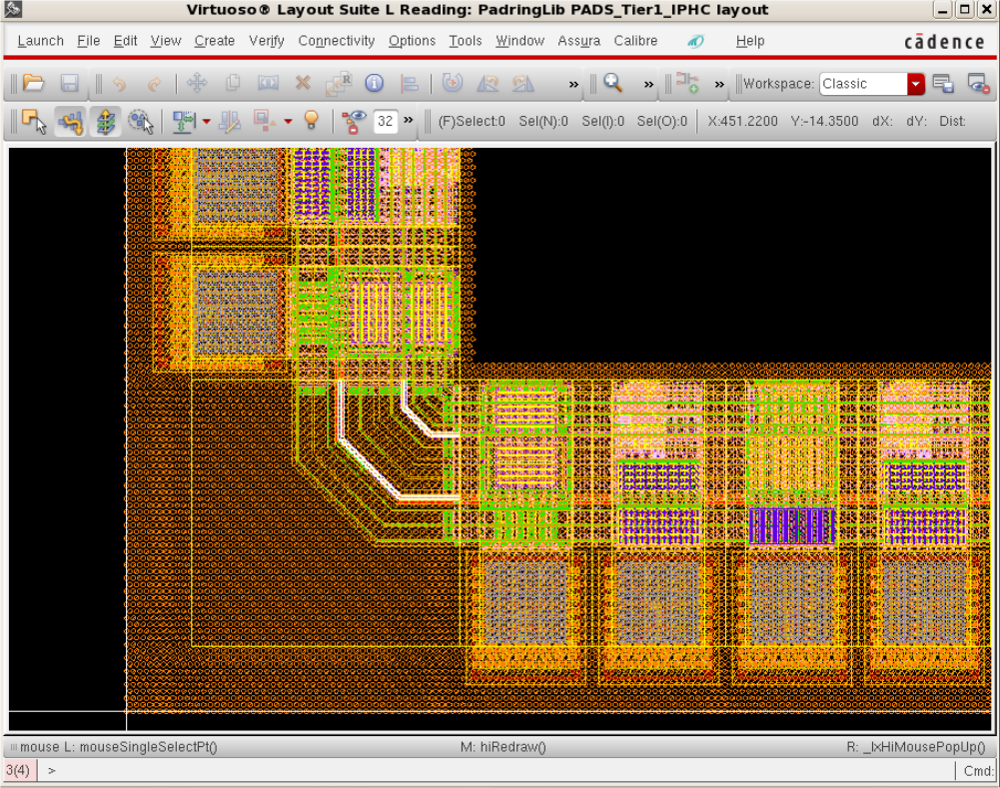 Virtuoso® Layout Suite L Reading: PadringLib PADS_Tier1_IPHC layout
Launch File Edit View Create Verify Connectivity Options Tools Window Assura Calibre Help cādence
» » » Workspace: Classic
32 » (F)Select:0 Sel(N):0 Sel(I):0 Sel(O):0 X:451.2200 Y:-14.3500 dX: dY: Dist:
mouse L: mouseSingleSelectPt() M: hiRedraw() R: _lxHiMousePopUp()
3(4) > Cmd: